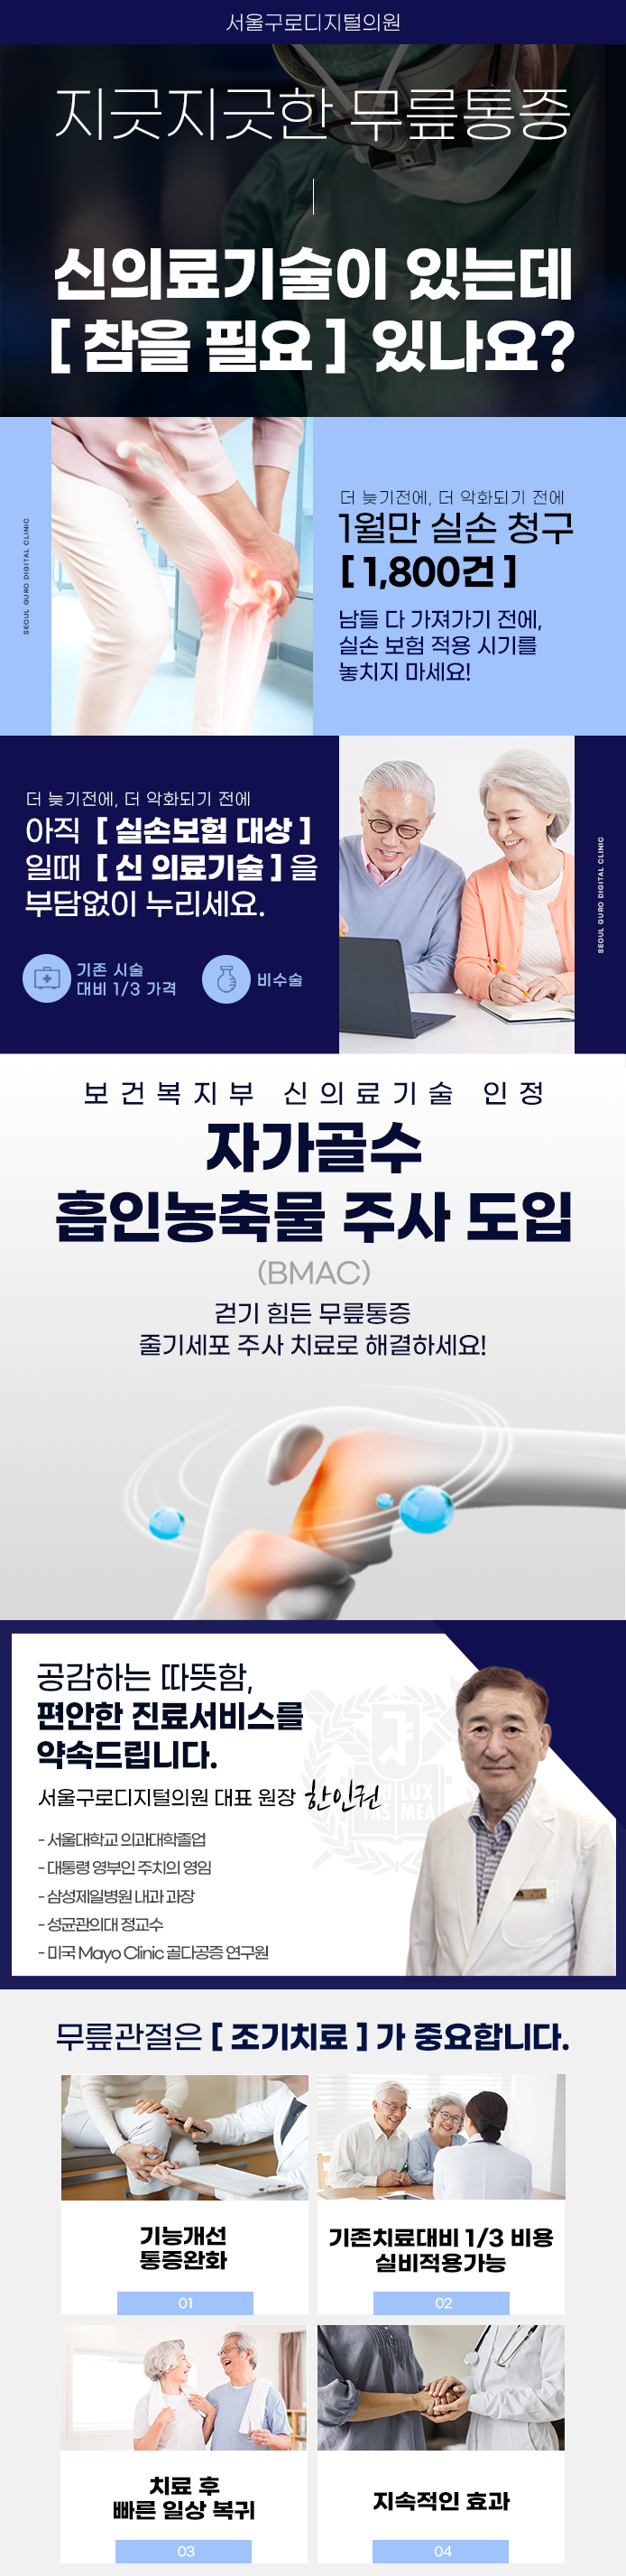 서울구로디지털의원
지긋지긋한 무릎통증
신의료기술이 있는데
[ 참을 필요 ] 있나요?
SEOUL GURO DIGITAL CLINIC
더 늦기전에, 더 악화되기 전에
1월만 실손 청구
[ 1,800건 ]
남들 다 가져가기 전에,
실손 보험 적용 시기를
놓치지 마세요!
더 늦기전에, 더 악화되기 전에
아직 [ 실손보험 대상 ]
일때 [ 신 의료기술 ] 을
부담없이 누리세요.
기존 시술
대비 1/3 가격
비수술
SEOUL GURO DIGITAL CLINIC
보건복지부 신의료기술 인정
자가골수
흡인농축물 주사 도입
(BMAC)
걷기 힘든 무릎통증
줄기세포 주사 치료로 해결하세요!
공감하는 따뜻함,
편안한 진료서비스를
약속드립니다.
서울구로디지털의원 대표 원장 한인권
- 서울대학교 의과대학졸업
- 대통령 영부인 주치의 영임
- 삼성제일병원 내과 과장
- 성균관의대 정교수
- 미국 Mayo Clinic 골다공증 연구원
무릎관절은 [ 조기치료 ] 가 중요합니다.
기능개선
통증완화
01
기존치료대비 1/3 비용
실비적용가능
02
치료 후
빠른 일상 복귀
03
지속적인 효과
04